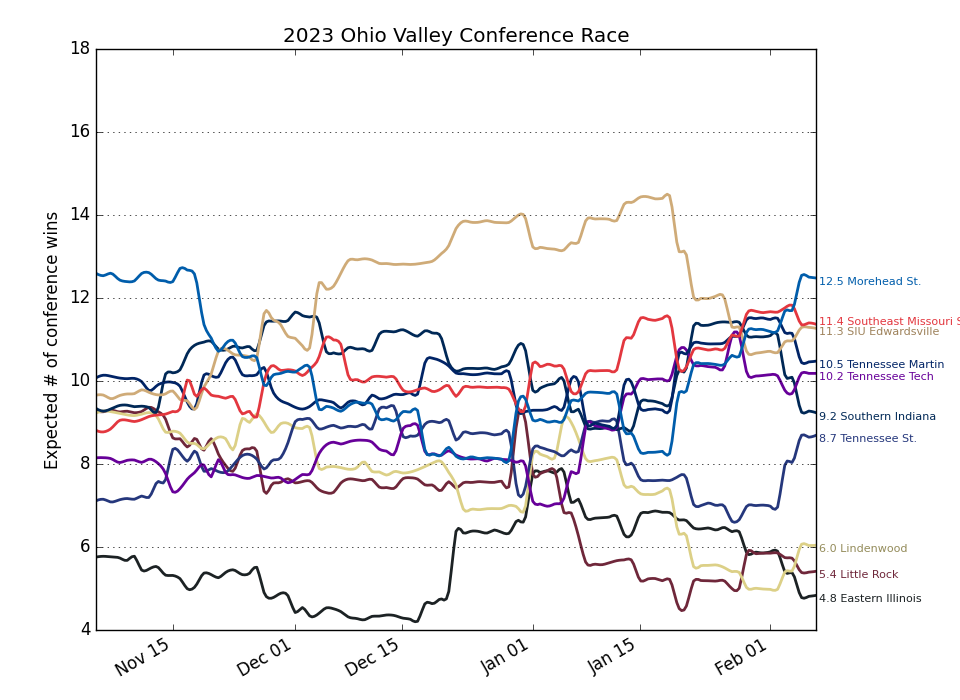 2023 Ohio Valley Conference Race
Expected # of conference wins
18
16
14
12
10
8
6
4
Nov 15
Dec 01
Dec 15
Jan 01
Jan 15
Feb 01
12.5 Morehead St.
11.4 Southeast Missouri S
11.3 SIU Edwardsville
10.5 Tennessee Martin
10.2 Tennessee Tech
9.2 Southern Indiana
8.7 Tennessee St.
6.0 Lindenwood
5.4 Little Rock
4.8 Eastern Illinois